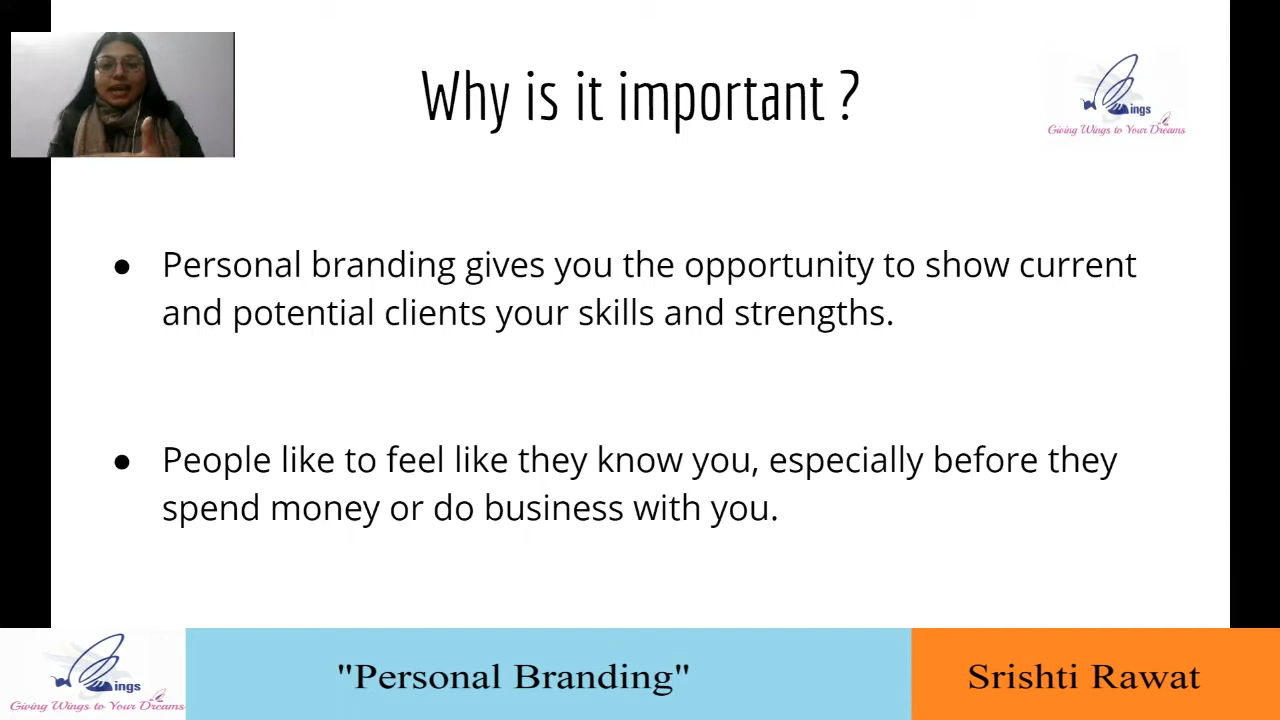 Why is it important ?
ings
Giving Wings to Your Dreams
● Personal branding gives you the opportunity to show current
and potential clients your skills and strengths.
● People like to feel like they know you, especially before they
spend money or do business with you.
ings
Giving Wings to Your Dreams
"Personal Branding"
Srishti Rawat